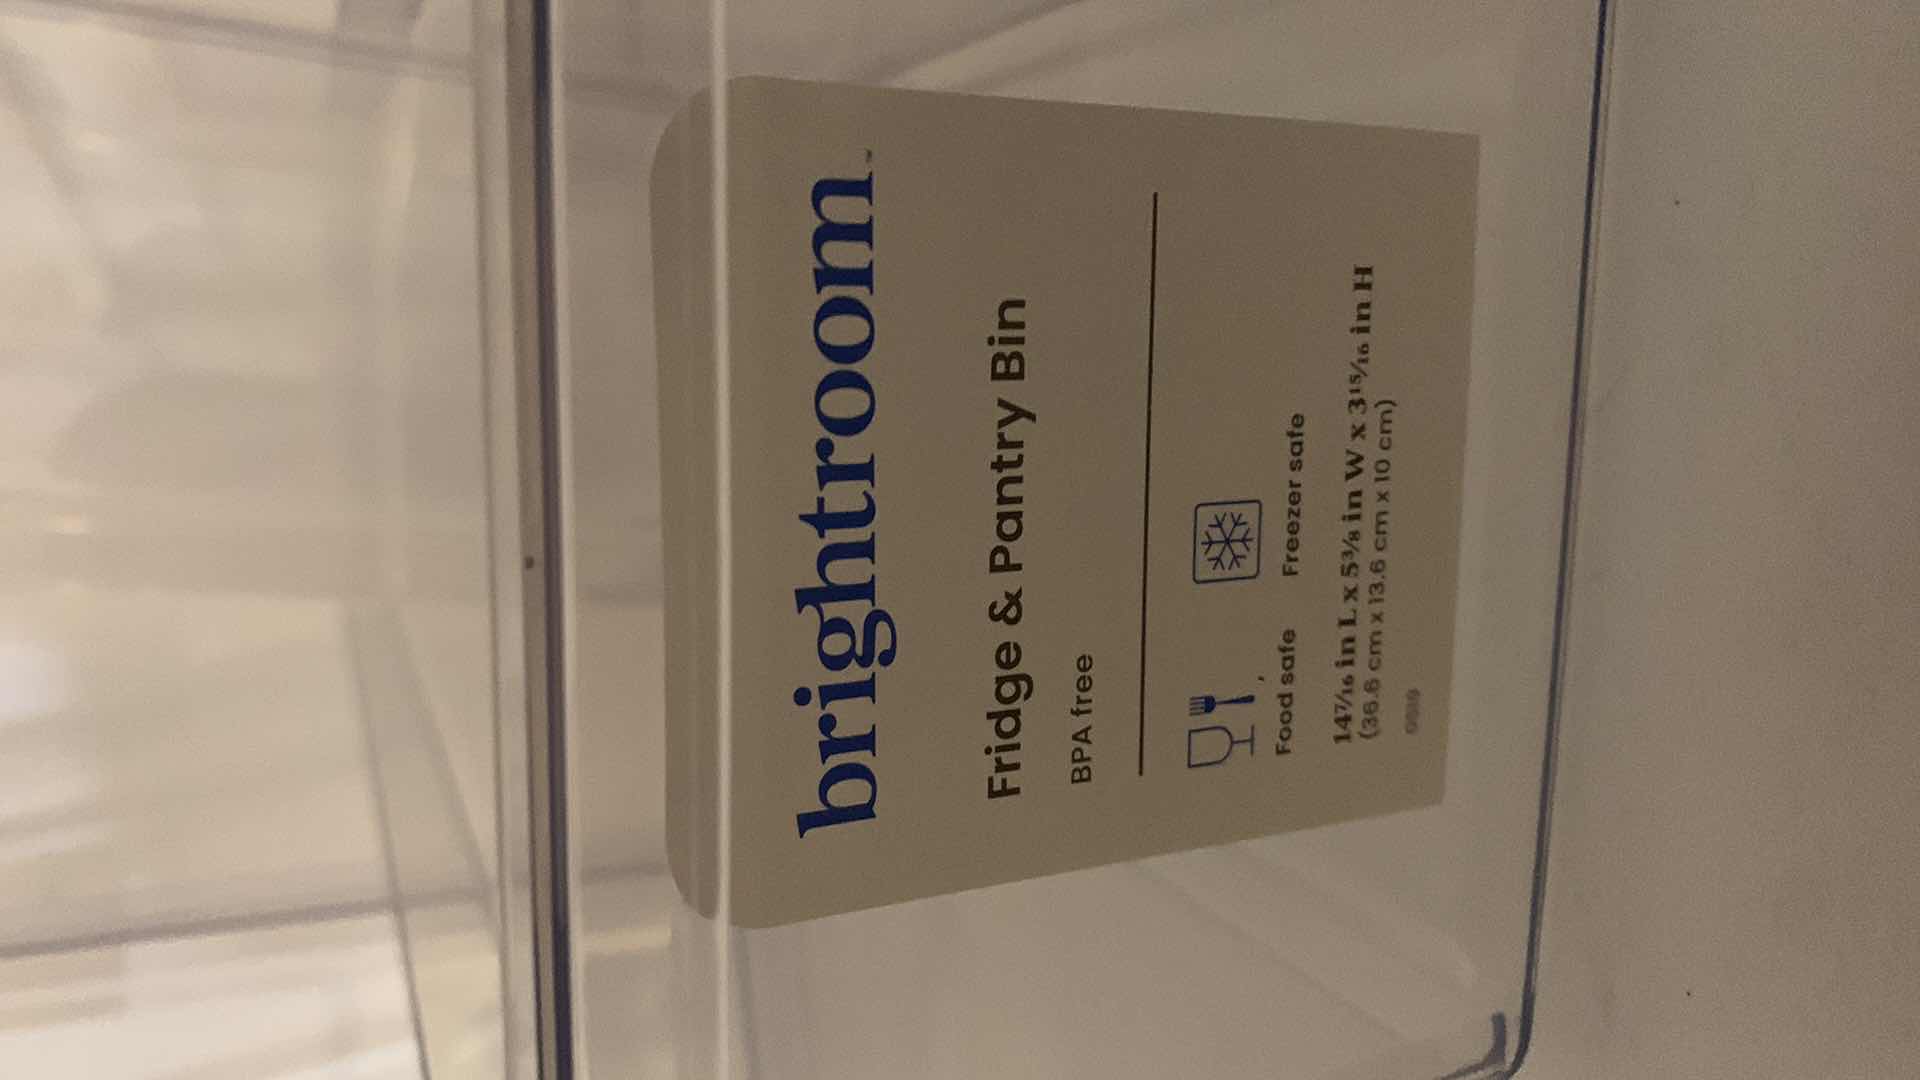 brightroom™
Fridge & Pantry Bin
BPA free
Food safe
Freezer safe
14⁷⁄₁₆ in L x 5³⁄₈ in W x 3¹⁵⁄₁₆ in H
(36.6 cm x 13.6 cm x 10 cm)